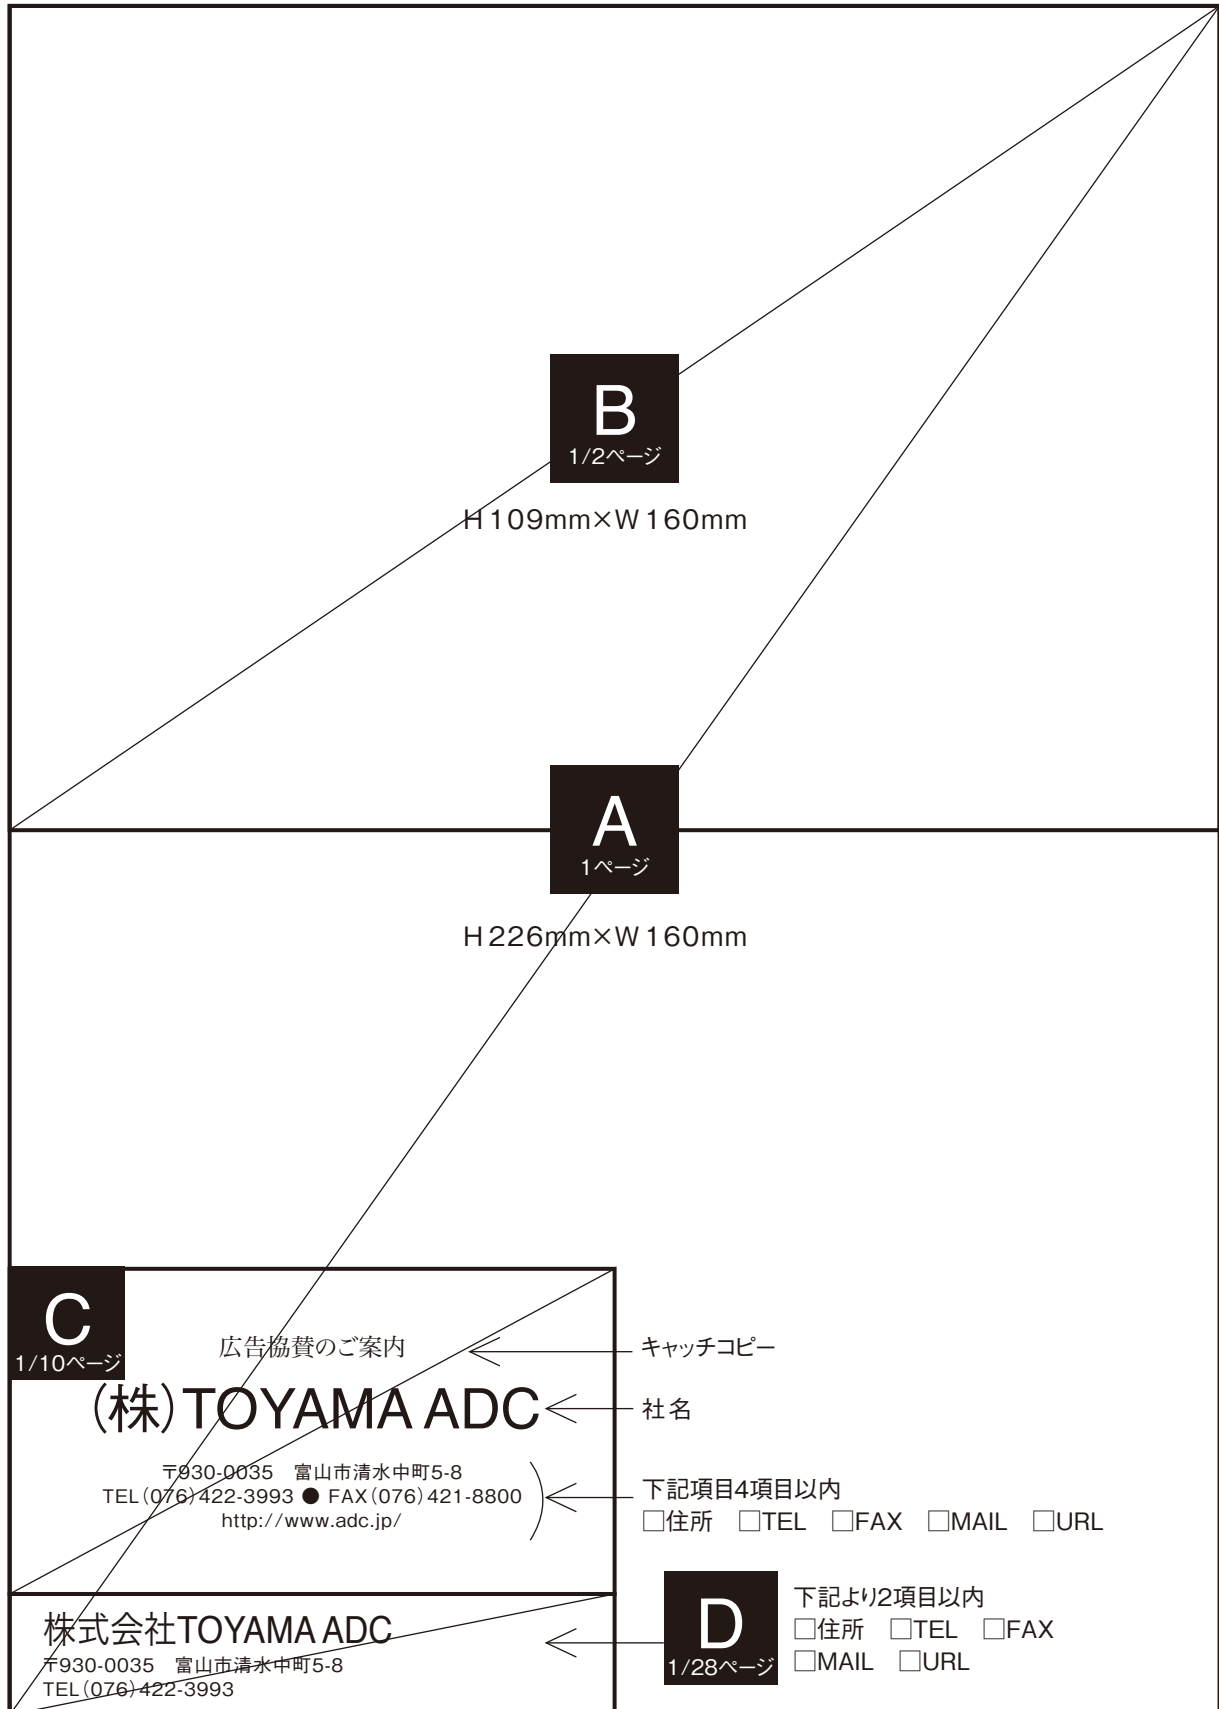 B
1/2ページ
H109mm×W160mm
A
1ページ
H226mm×W160mm
C
1/10ページ
広告協賛のご案内
キャッチコピー
(株)TOYAMA ADC
社名
〒930-0035 富山市清水中町5-8
TEL(076)422-3993 ● FAX(076)421-8800
http://www.adc.jp/
下記項目4項目以内
□住所 □TEL □FAX □MAIL □URL
株式会社TOYAMA ADC
〒930-0035 富山市清水中町5-8
TEL(076)422-3993
D
1/28ページ
下記より2項目以内
□住所 □TEL □FAX
□MAIL □URL